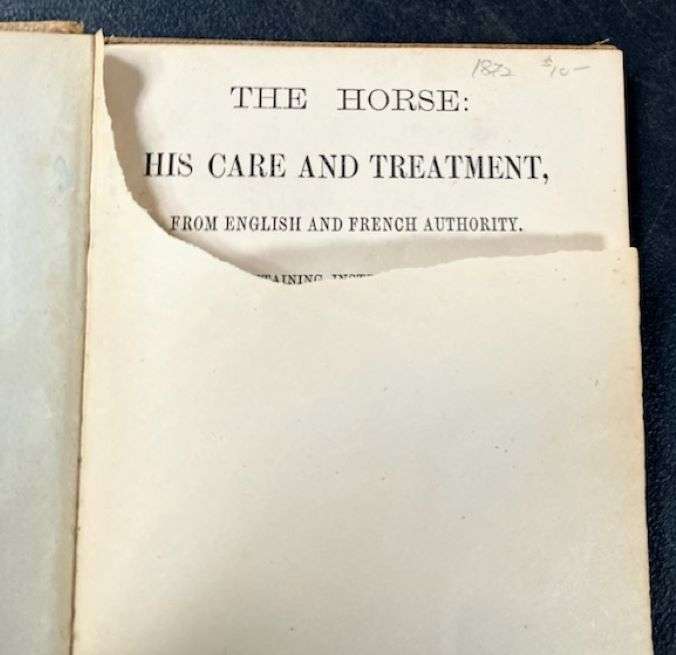 1872 $10-
THE HORSE:
HIS CARE AND TREATMENT,
FROM ENGLISH AND FRENCH AUTHORITY.